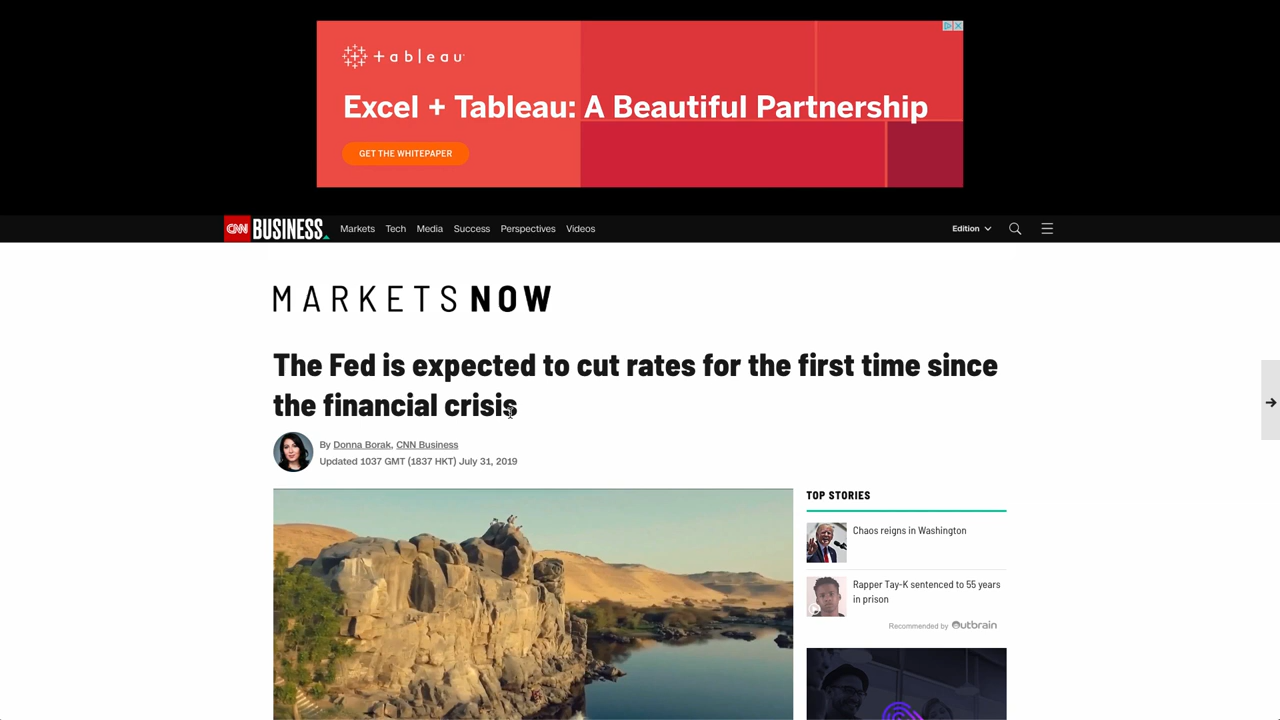 +ableau
Excel + Tableau: A Beautiful Partnership
GET THE WHITEPAPER
CNN BUSINESS
Markets Tech Media Success Perspectives Videos
Edition
MARKETS NOW
The Fed is expected to cut rates for the first time since
the financial crisis
By Donna Borak, CNN Business
Updated 1037 GMT (1837 HKT) July 31, 2019
TOP STORIES
Chaos reigns in Washington
Rapper Tay-K sentenced to 55 years
in prison
Recommended by Outbrain